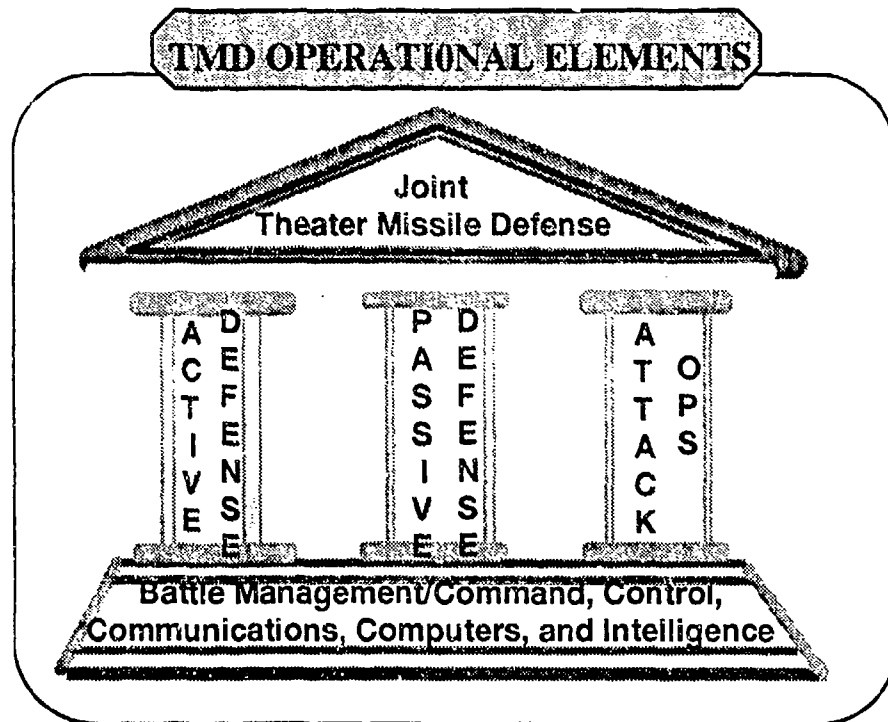 TMD OPERATIONAL ELEMENTS
Joint
Theater Missile Defense
ACTIVE
DEFENSE
PASSIVE
DEFENSE
ATTACK
OPS
Battle Management/Command, Control,
Communications, Computers, and Intelligence